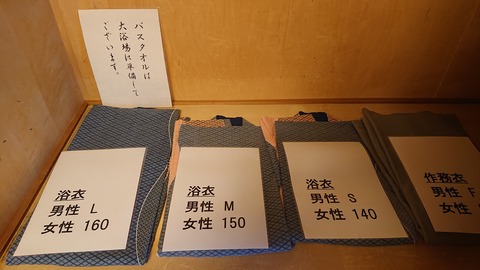 バスタオルは
大浴場に準備して
ございます。
浴衣
男性 L
女性 160
浴衣
男性 M
女性 150
浴衣
男性 S
女性 140
作務衣
男性 F
女性